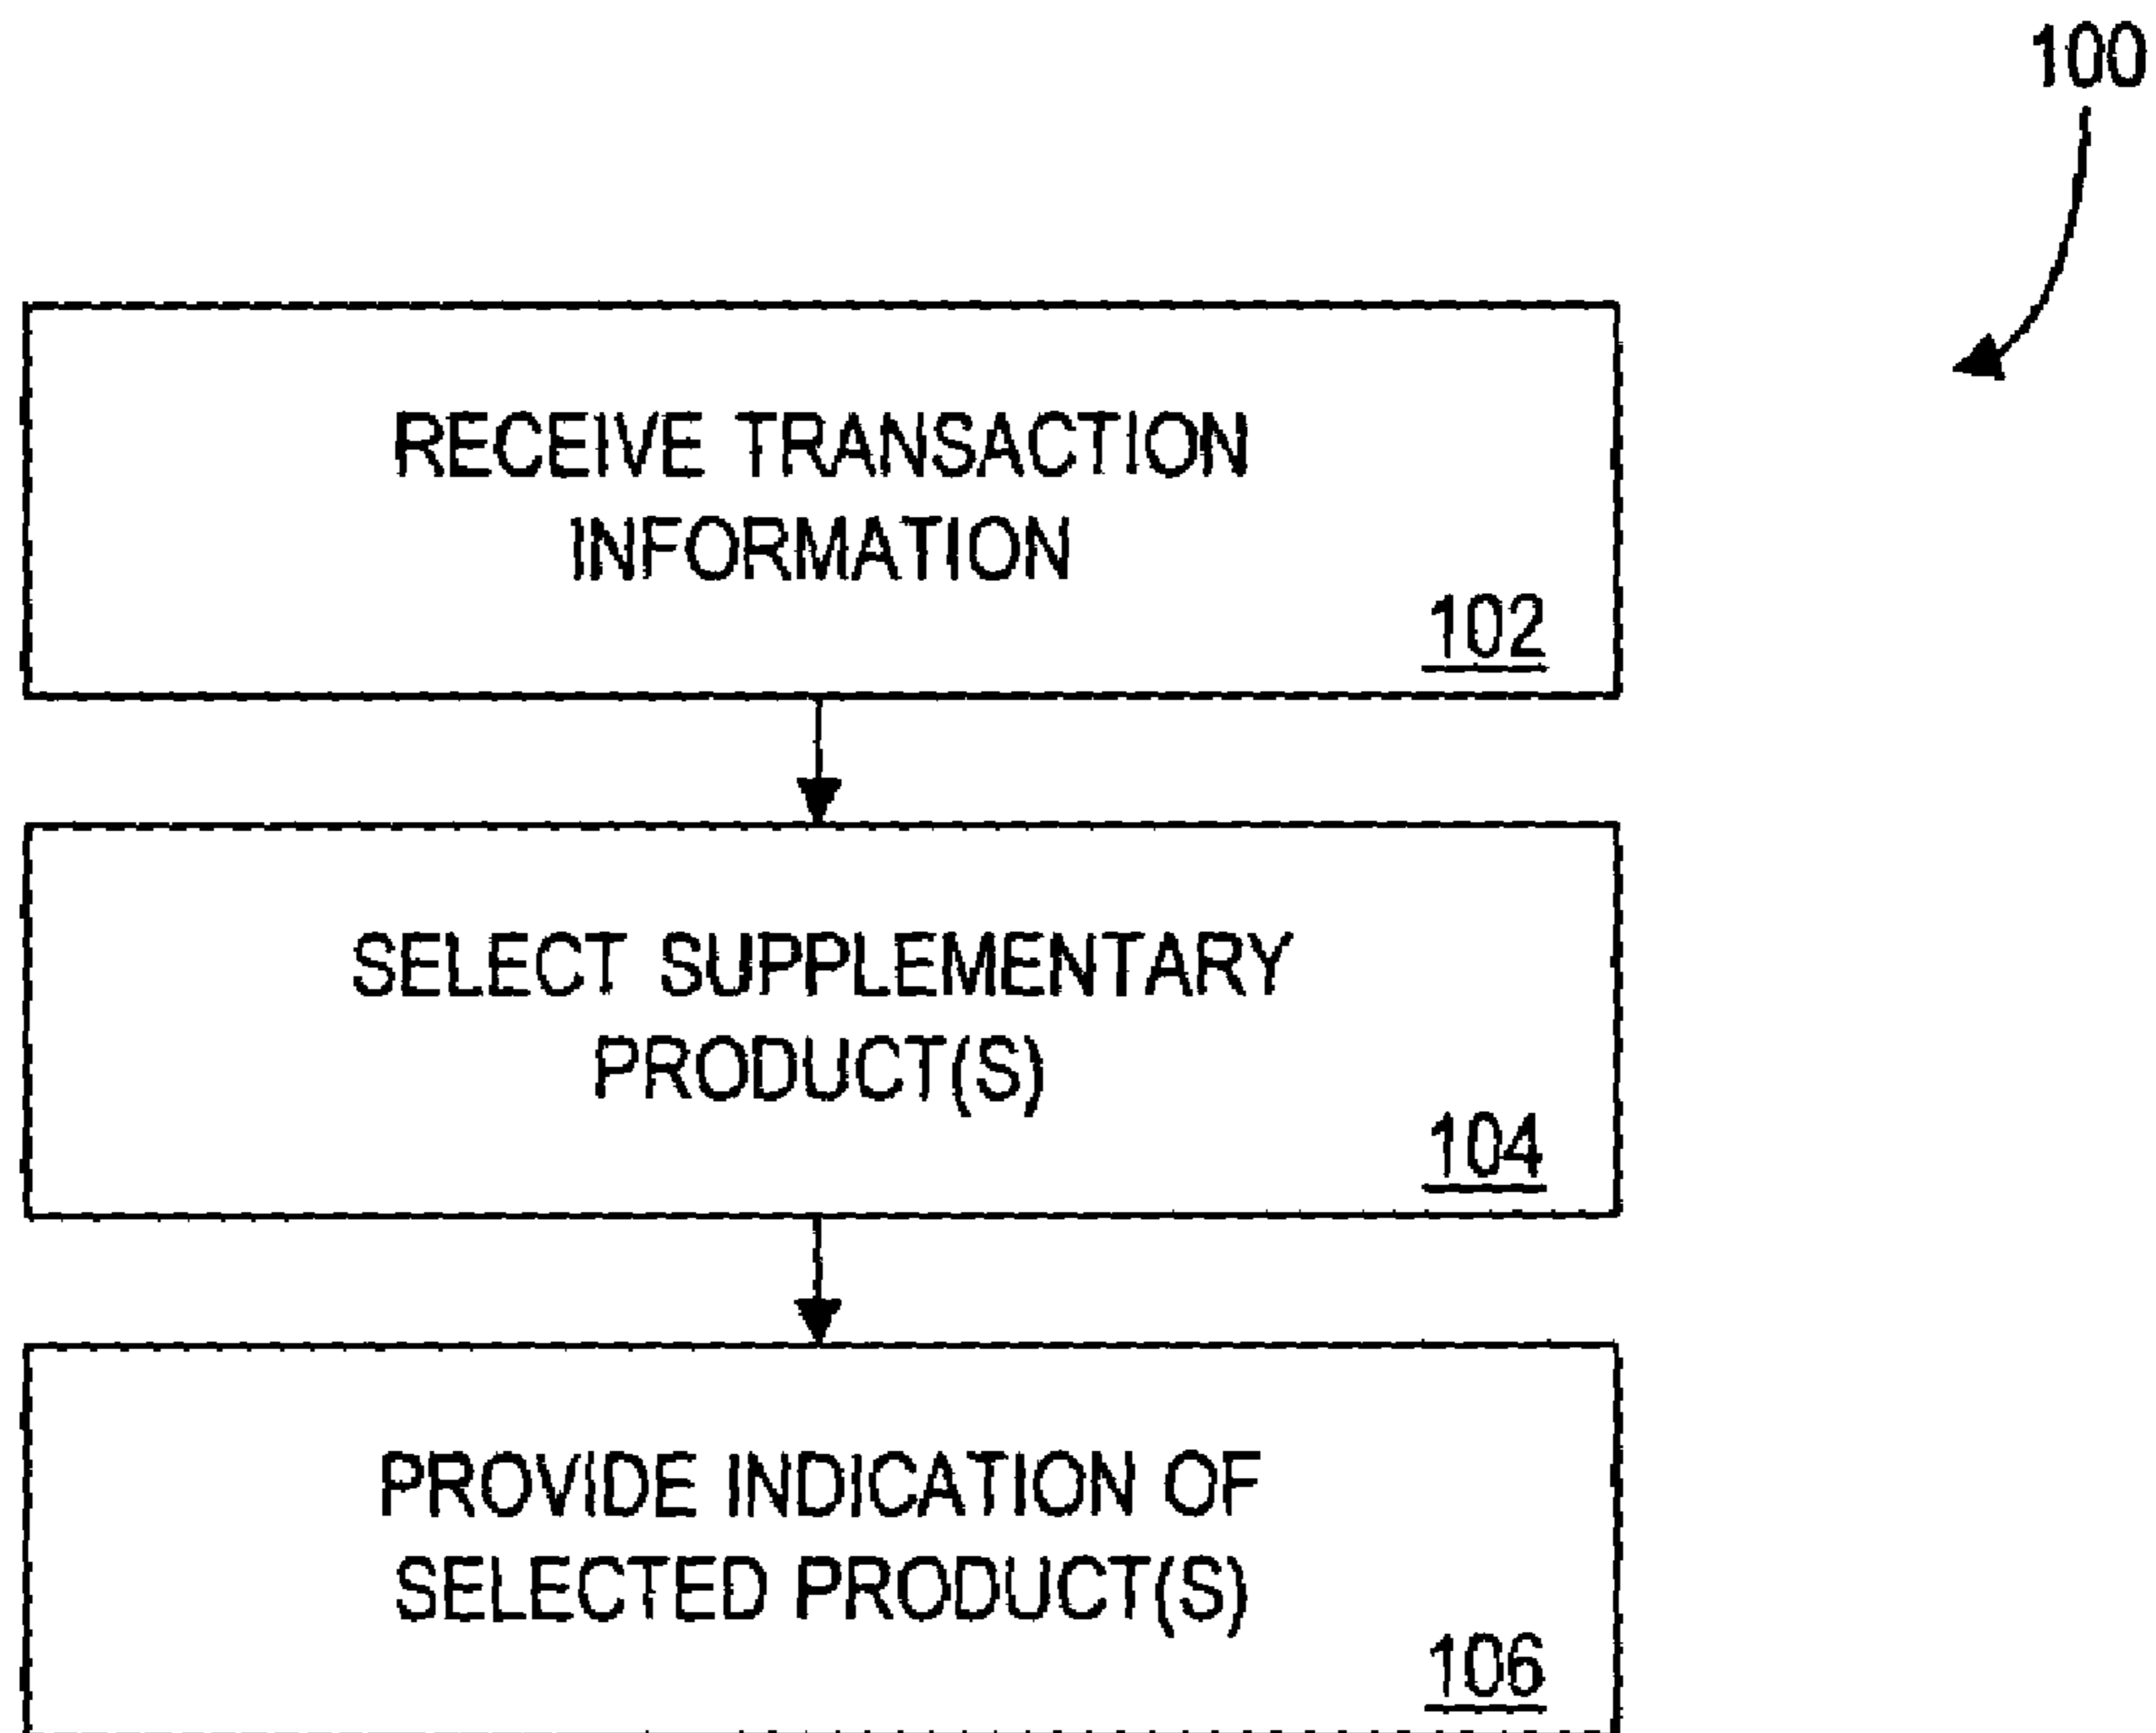 100
RECEIVE TRANSACTION
INFORMATION
102
SELECT SUPPLEMENTARY
PRODUCT(S)
104
PROVIDE INDICATION OF
SELECTED PRODUCT(S)
106